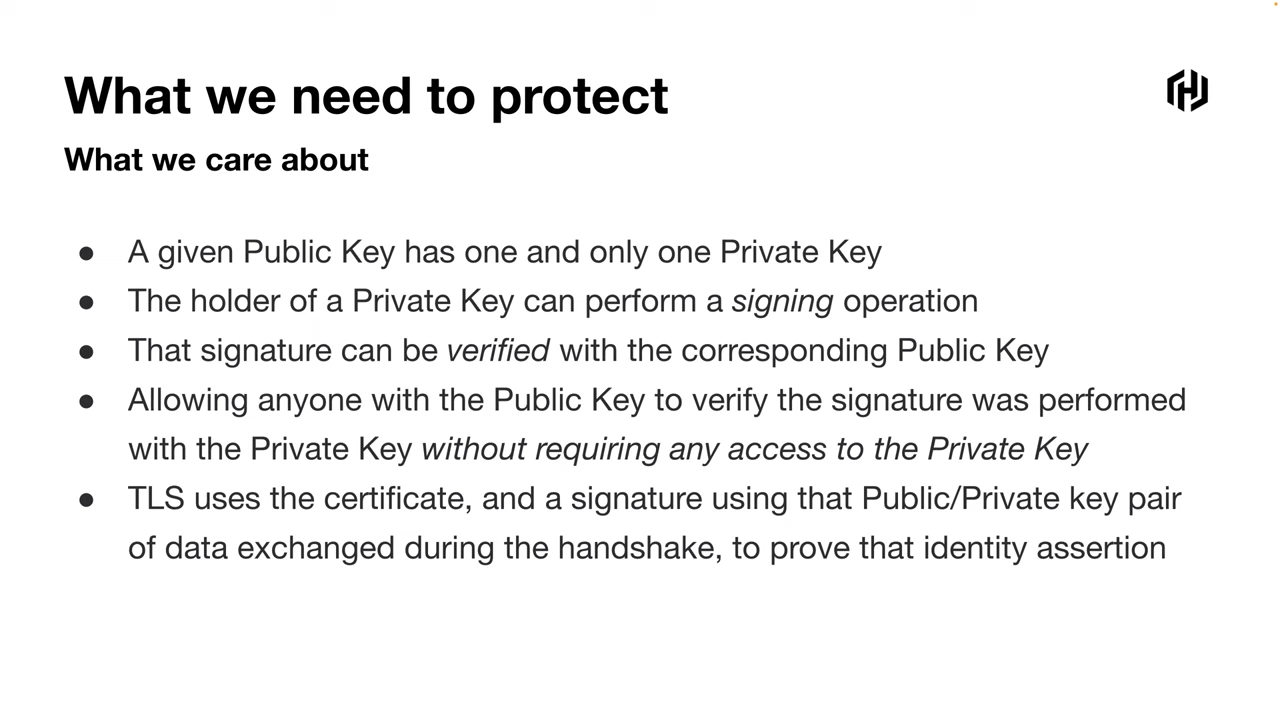 What we need to protect
What we care about
● A given Public Key has one and only one Private Key
● The holder of a Private Key can perform a signing operation
● That signature can be verified with the corresponding Public Key
● Allowing anyone with the Public Key to verify the signature was performed
with the Private Key without requiring any access to the Private Key
● TLS uses the certificate, and a signature using that Public/Private key pair
of data exchanged during the handshake, to prove that identity assertion